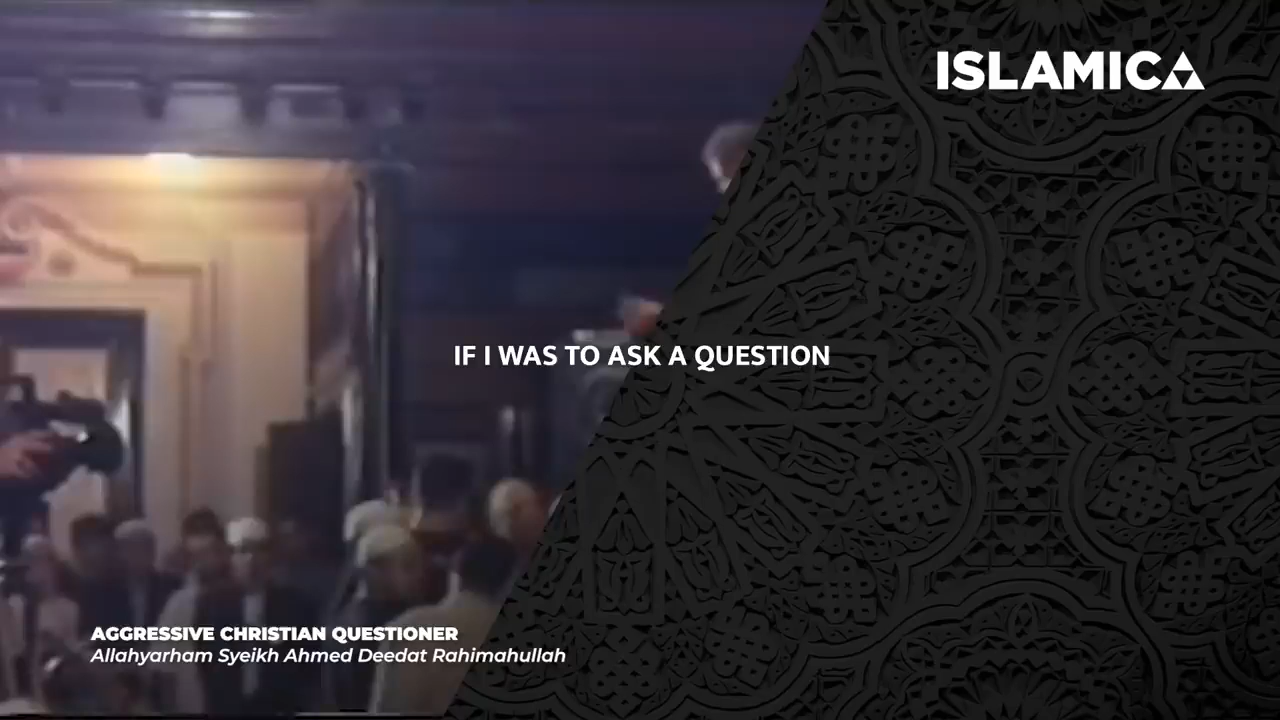 ISLAMICA
IF I WAS TO ASK A QUESTION
AGGRESSIVE CHRISTIAN QUESTIONER
Allahyarham Syeikh Ahmed Deedat Rahimahullah